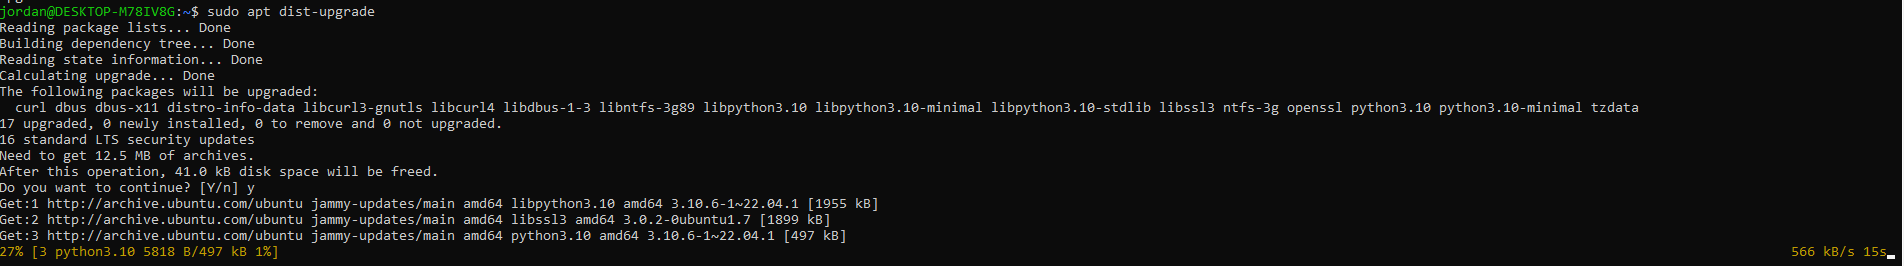 jordan@DESKTOP-M78IV8G:~$ sudo apt dist-upgrade
Reading package lists... Done
Building dependency tree... Done
Reading state information... Done
Calculating upgrade... Done
The following packages will be upgraded:
  curl dbus dbus-x11 distro-info-data libcurl3-gnutls libcurl4 libdbus-1-3 libntfs-3g89 libpython3.10 libpython3.10-minimal libpython3.10-stdlib libssl3 ntfs-3g openssl python3.10 python3.10-minimal tzdata
17 upgraded, 0 newly installed, 0 to remove and 0 not upgraded.
16 standard LTS security updates
Need to get 12.5 MB of archives.
After this operation, 41.0 kB disk space will be freed.
Do you want to continue? [Y/n] y
Get:1 http://archive.ubuntu.com/ubuntu jammy-updates/main amd64 libpython3.10 amd64 3.10.6-1~22.04.1 [1955 kB]
Get:2 http://archive.ubuntu.com/ubuntu jammy-updates/main amd64 libssl3 amd64 3.0.2-0ubuntu1.7 [1899 kB]
Get:3 http://archive.ubuntu.com/ubuntu jammy-updates/main amd64 python3.10 amd64 3.10.6-1~22.04.1 [497 kB]
27% [3 python3.10 5818 B/497 kB 1%] 566 kB/s 15s